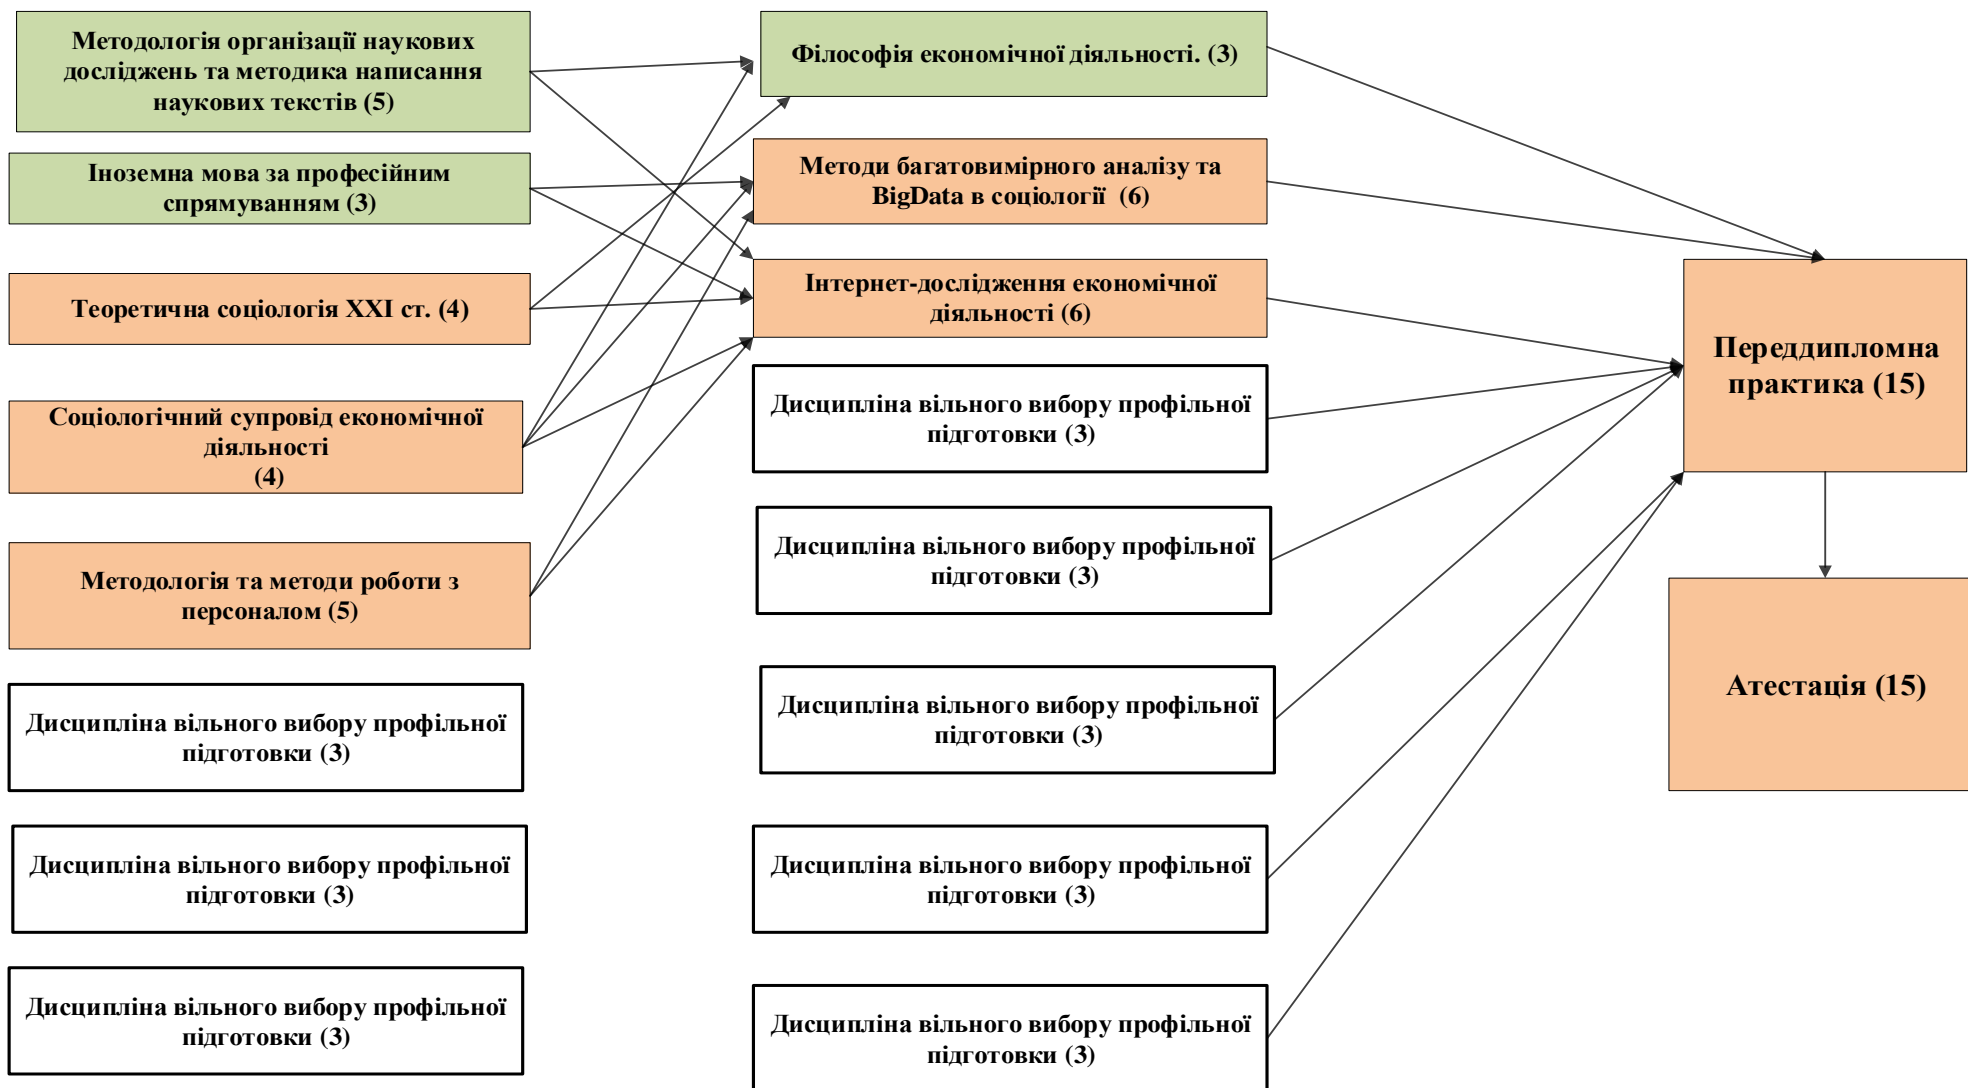 Методологія організації наукових
досліджень та методика написання
наукових текстів (5)
Іноземна мова за професійним
спрямуванням (3)
Теоретична соціологія XXI ст. (4)
Соціологічний супровід економічної
діяльності
(4)
Методологія та методи роботи з
персоналом (5)
Дисципліна вільного вибору профільної
підготовки (3)
Дисципліна вільного вибору профільної
підготовки (3)
Дисципліна вільного вибору профільної
підготовки (3)
Філософія економічної діяльності. (3)
Методи багатовимірного аналізу та
BigData в соціології (6)
Інтернет-дослідження економічної
діяльності (6)
Дисципліна вільного вибору профільної
підготовки (3)
Дисципліна вільного вибору профільної
підготовки (3)
Дисципліна вільного вибору профільної
підготовки (3)
Дисципліна вільного вибору профільної
підготовки (3)
Дисципліна вільного вибору профільної
підготовки (3)
Переддипломна
практика (15)
Атестація (15)